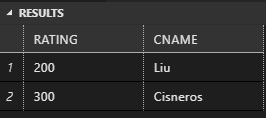 RESULTS
RATING CNAME
1 200 Liu
2 300 Cisneros